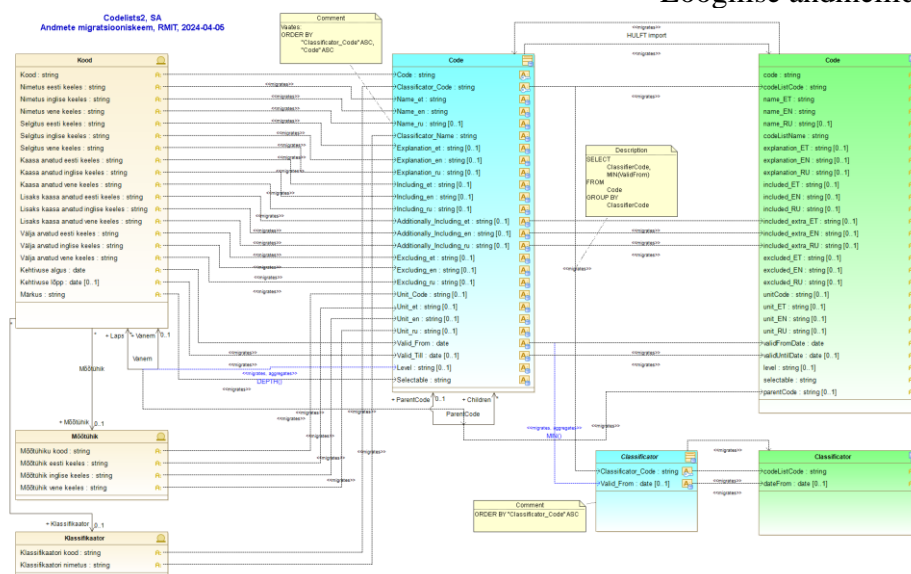 Codelists2, SA
Andmete migratsiooniskeem, RMIT, 2024-04-05
Comment
Vaates:
ORDER BY
"Classificator_Code" ABC,
"Code" ABC
«migrates»
HULFT import
«migrates»
Kood
Kood : string
Nimetus eesti keeles : string
Nimetus inglise keeles : string
Nimetus vene keeles : string
Selgitus eesti keeles : string
Selgitus inglise keeles : string
Selgitus vene keeles : string
Kaasa arvatud eesti keeles : string
Kaasa arvatud inglise keeles : string
Kaasa arvatud vene keeles : string
Lisaks kaasa arvatud eesti keeles : string
Lisaks kaasa arvatud inglise keeles : string
Lisaks kaasa arvatud vene keeles : string
Välja arvatud eesti keeles : string
Välja arvatud inglise keeles : string
Välja arvatud vene keeles : string
Kehtivuse algus : date
Kehtivuse lõpp : date [0..1]
Märkus : string
Code
Code : string
Classificator_Code : string
Name_et : string
Name_en : string
Name_ru : string [0..1]
Classificator_Name : string
Explanation_et : string [0..1]
Explanation_en : string [0..1]
Explanation_ru : string [0..1]
Including_et : string [0..1]
Including_en : string [0..1]
Including_ru : string [0..1]
Additionally_Including_et : string [0..1]
Additionally_Including_en : string [0..1]
Additionally_Including_ru : string [0..1]
Excluding_et : string [0..1]
Excluding_en : string [0..1]
Excluding_ru : string [0..1]
Unit_Code : string [0..1]
Unit_et : string [0..1]
Unit_en : string [0..1]
Unit_ru : string [0..1]
Valid_From : date
Valid_Till : date [0..1]
Level : string [0..1]
Selectable : string
Description
SELECT
ClassifierCode,
MIN(ValidFrom)
FROM
Code
GROUP BY
ClassifierCode
Code
code : string
codeListCode : string
name_ET : string
name_EN : string
name_RU : string [0..1]
codeListName : string
explanation_ET : string [0..1]
explanation_EN : string [0..1]
explanation_RU : string [0..1]
included_ET : string [0..1]
included_EN : string [0..1]
included_RU : string [0..1]
included_extra_ET : string [0..1]
included_extra_EN : string [0..1]
included_extra_RU : string [0..1]
excluded_ET : string [0..1]
excluded_EN : string [0..1]
excluded_RU : string [0..1]
unitCode : string [0..1]
unit_ET : string [0..1]
unit_EN : string [0..1]
unit_RU : string [0..1]
validFromDate : date
validUntilDate : date [0..1]
level : string [0..1]
selectable : string
parentCode : string [0..1]
+ Laps
+ Vanem
0..1
Vanem
*
Mõõtühik
+ Mõõtühik
0..1
«migrates, aggregates»
DEPTH()
+ ParentCode
0..1
+ Children
*
ParentCode
«migrates, aggregates»
MIN()
Mõõtühik
Mõõtühiku kood : string
Mõõtühik eesti keeles : string
Mõõtühik inglise keeles : string
Mõõtühik vene keeles : string
+ Klassifikaator
0..1
Klassifikaator
Klassifikaatori kood : string
Klassifikaatori nimetus : string
Classificator
Classificator_Code : string
Valid_From : date [0..1]
Classificator
codeListCode : string
dateFrom : date [0..1]
Comment
ORDER BY "Classificator_Code" ABC